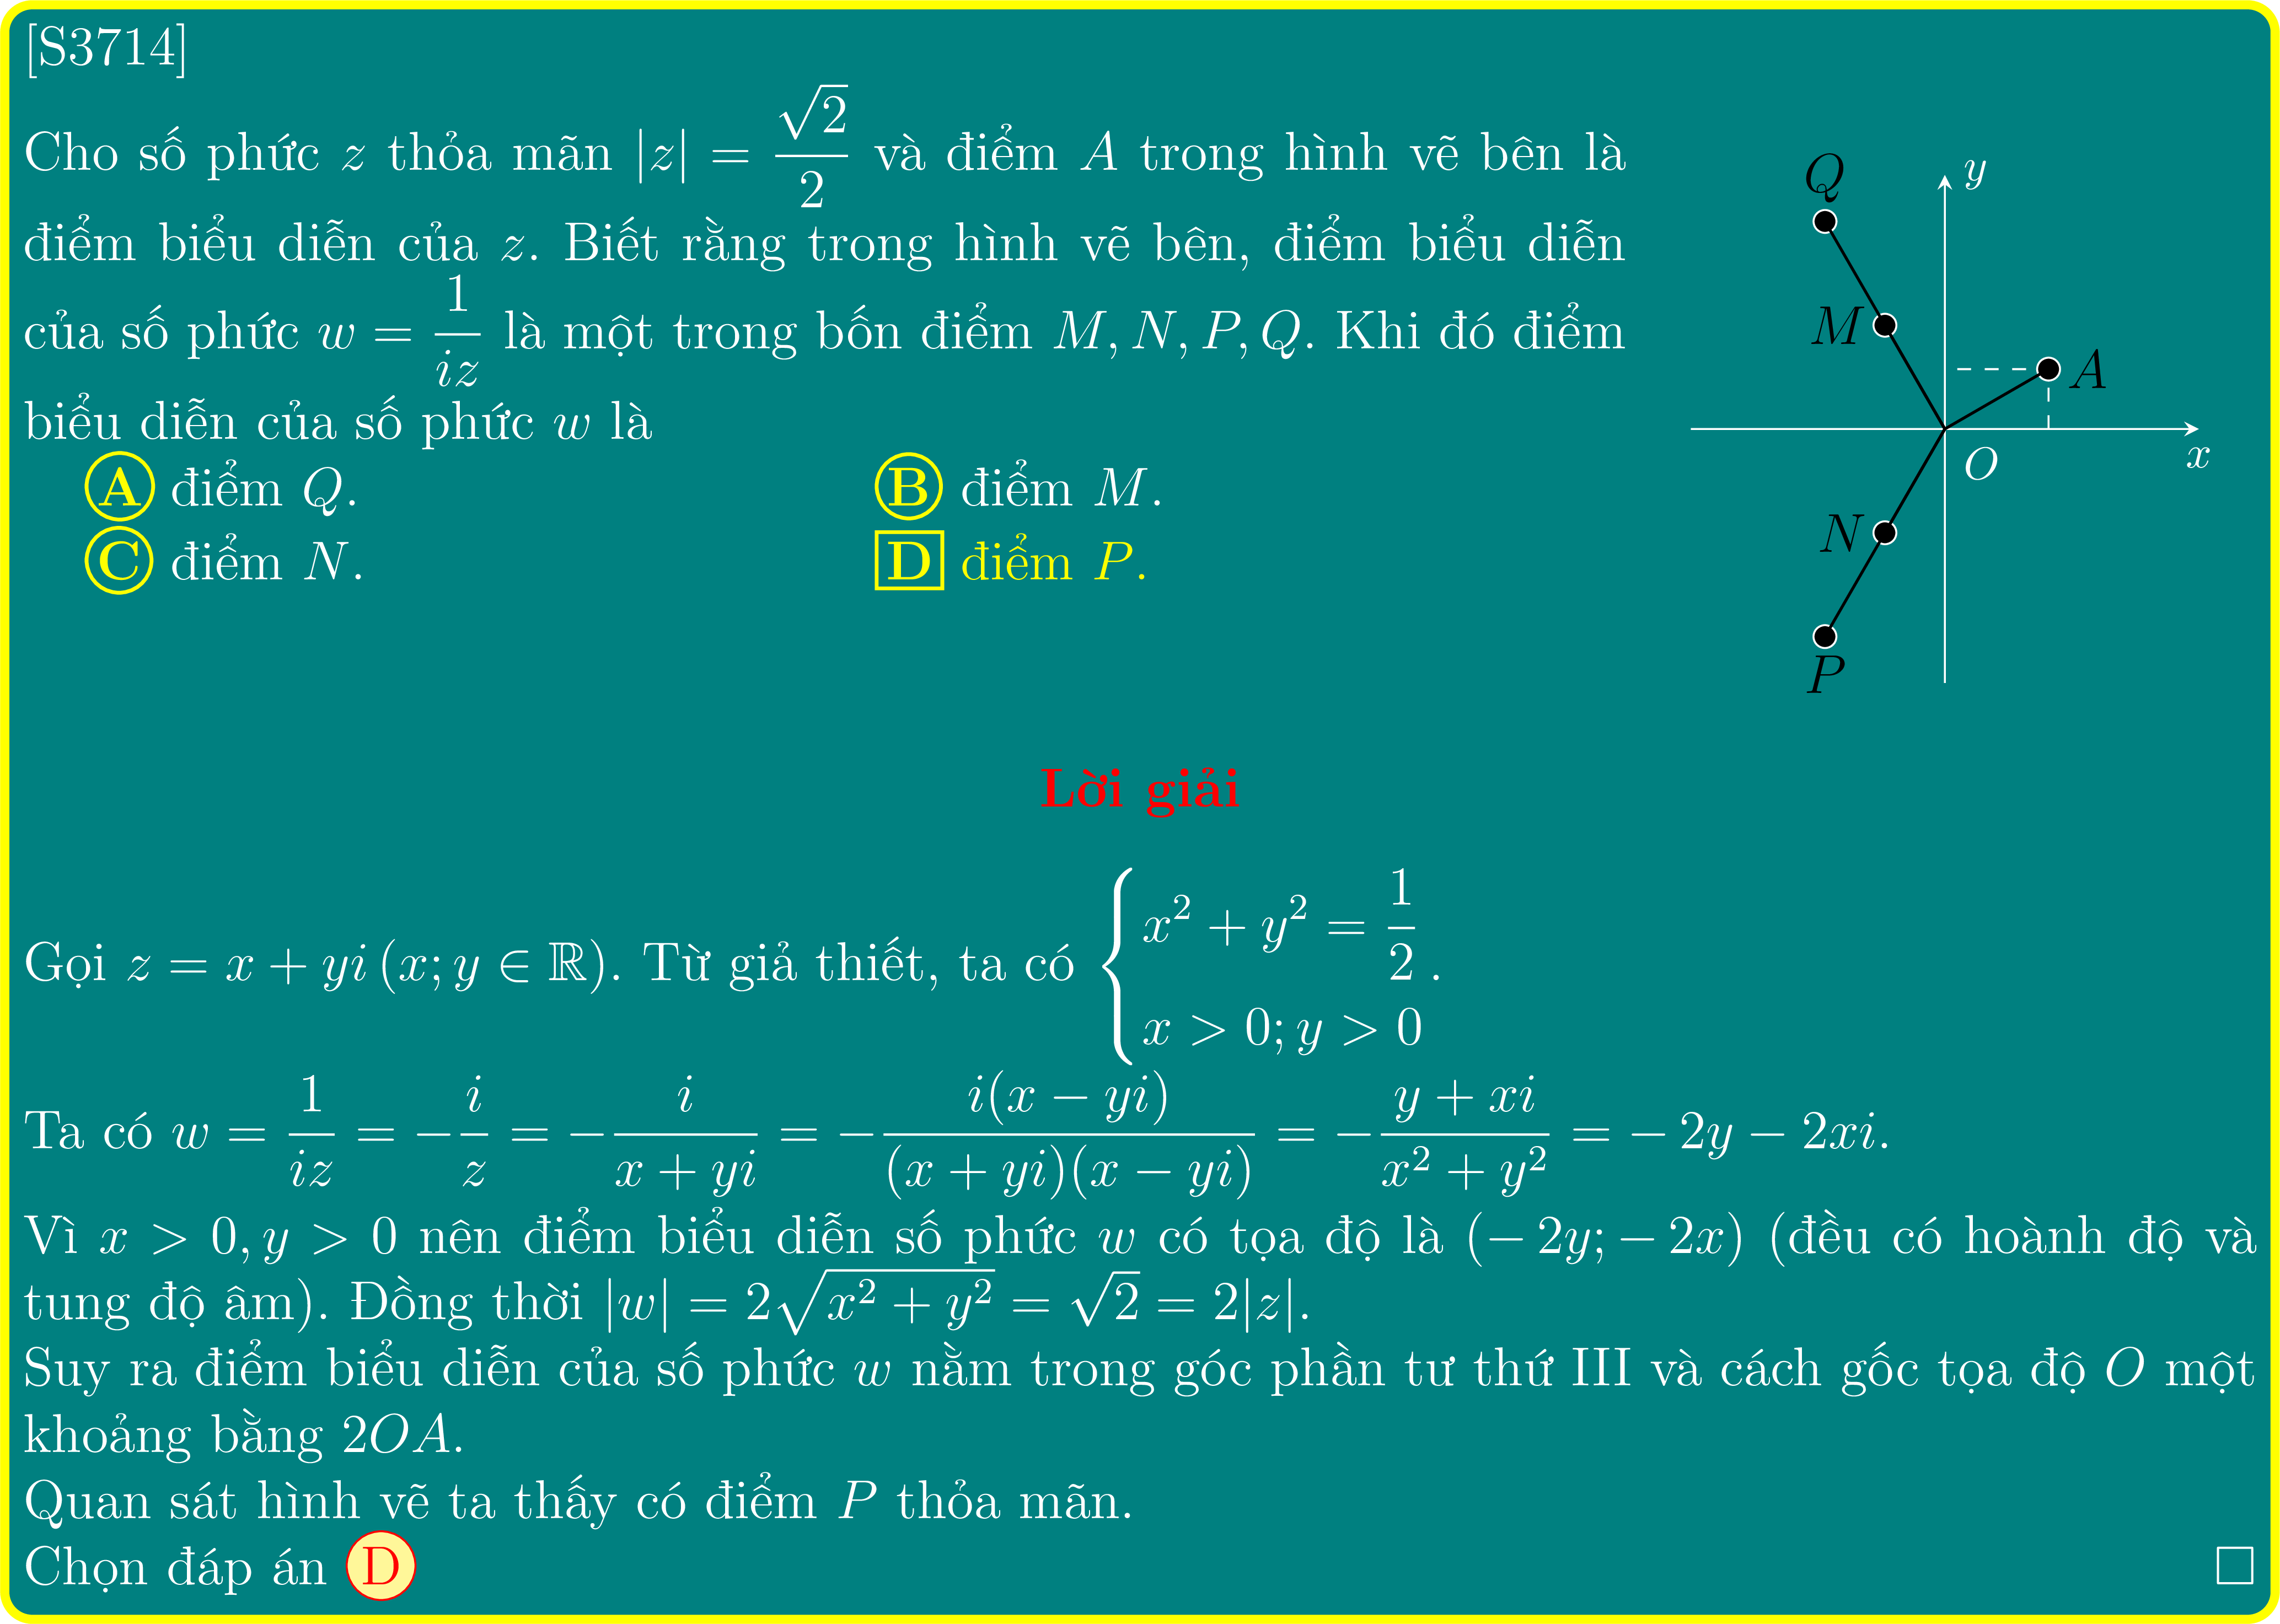 [S3714]
Cho số phức z thỏa mãn |z| = \frac{\sqrt{2}}{2} và điểm A trong hình vẽ bên là
điểm biểu diễn của z. Biết rằng trong hình vẽ bên, điểm biểu diễn
của số phức w = \frac{1}{iz} là một trong bốn điểm M, N, P, Q. Khi đó điểm
biểu diễn của số phức w là
A điểm Q.
B điểm M.
C điểm N.
D điểm P.
Q
y
M
A
O
x
N
P
Lời giải
Gọi z = x + yi (x; y ∈ ℝ). Từ giả thiết, ta có \begin{cases} x^2 + y^2 = \frac{1}{2} \\ x > 0; y > 0 \end{cases}.
Ta có w = \frac{1}{iz} = -\frac{i}{z} = -\frac{i}{x + yi} = -\frac{i(x - yi)}{(x + yi)(x - yi)} = -\frac{y + xi}{x^2 + y^2} = -2y - 2xi.
Vì x > 0, y > 0 nên điểm biểu diễn số phức w có tọa độ là (-2y; -2x) (đều có hoành độ và
tung độ âm). Đồng thời |w| = 2\sqrt{x^2 + y^2} = \sqrt{2} = 2|z|.
Suy ra điểm biểu diễn của số phức w nằm trong góc phần tư thứ III và cách gốc tọa độ O một
khoảng bằng 2OA.
Quan sát hình vẽ ta thấy có điểm P thỏa mãn.
Chọn đáp án D □